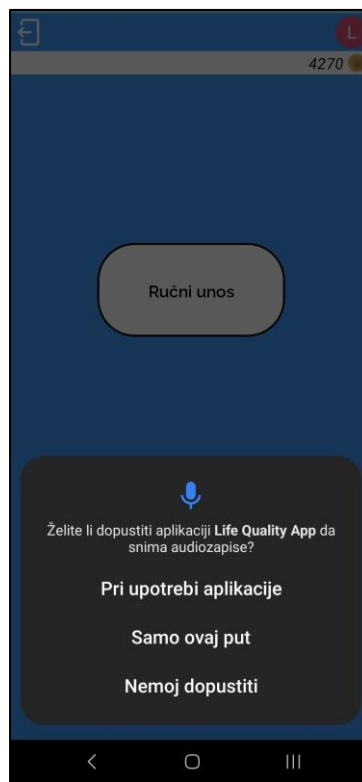 L
4270
Ručni unos
Želite li dopustiti aplikaciji Life Quality App da
snima audiozapise?
Pri upotrebi aplikacije
Samo ovaj put
Nemoj dopustiti